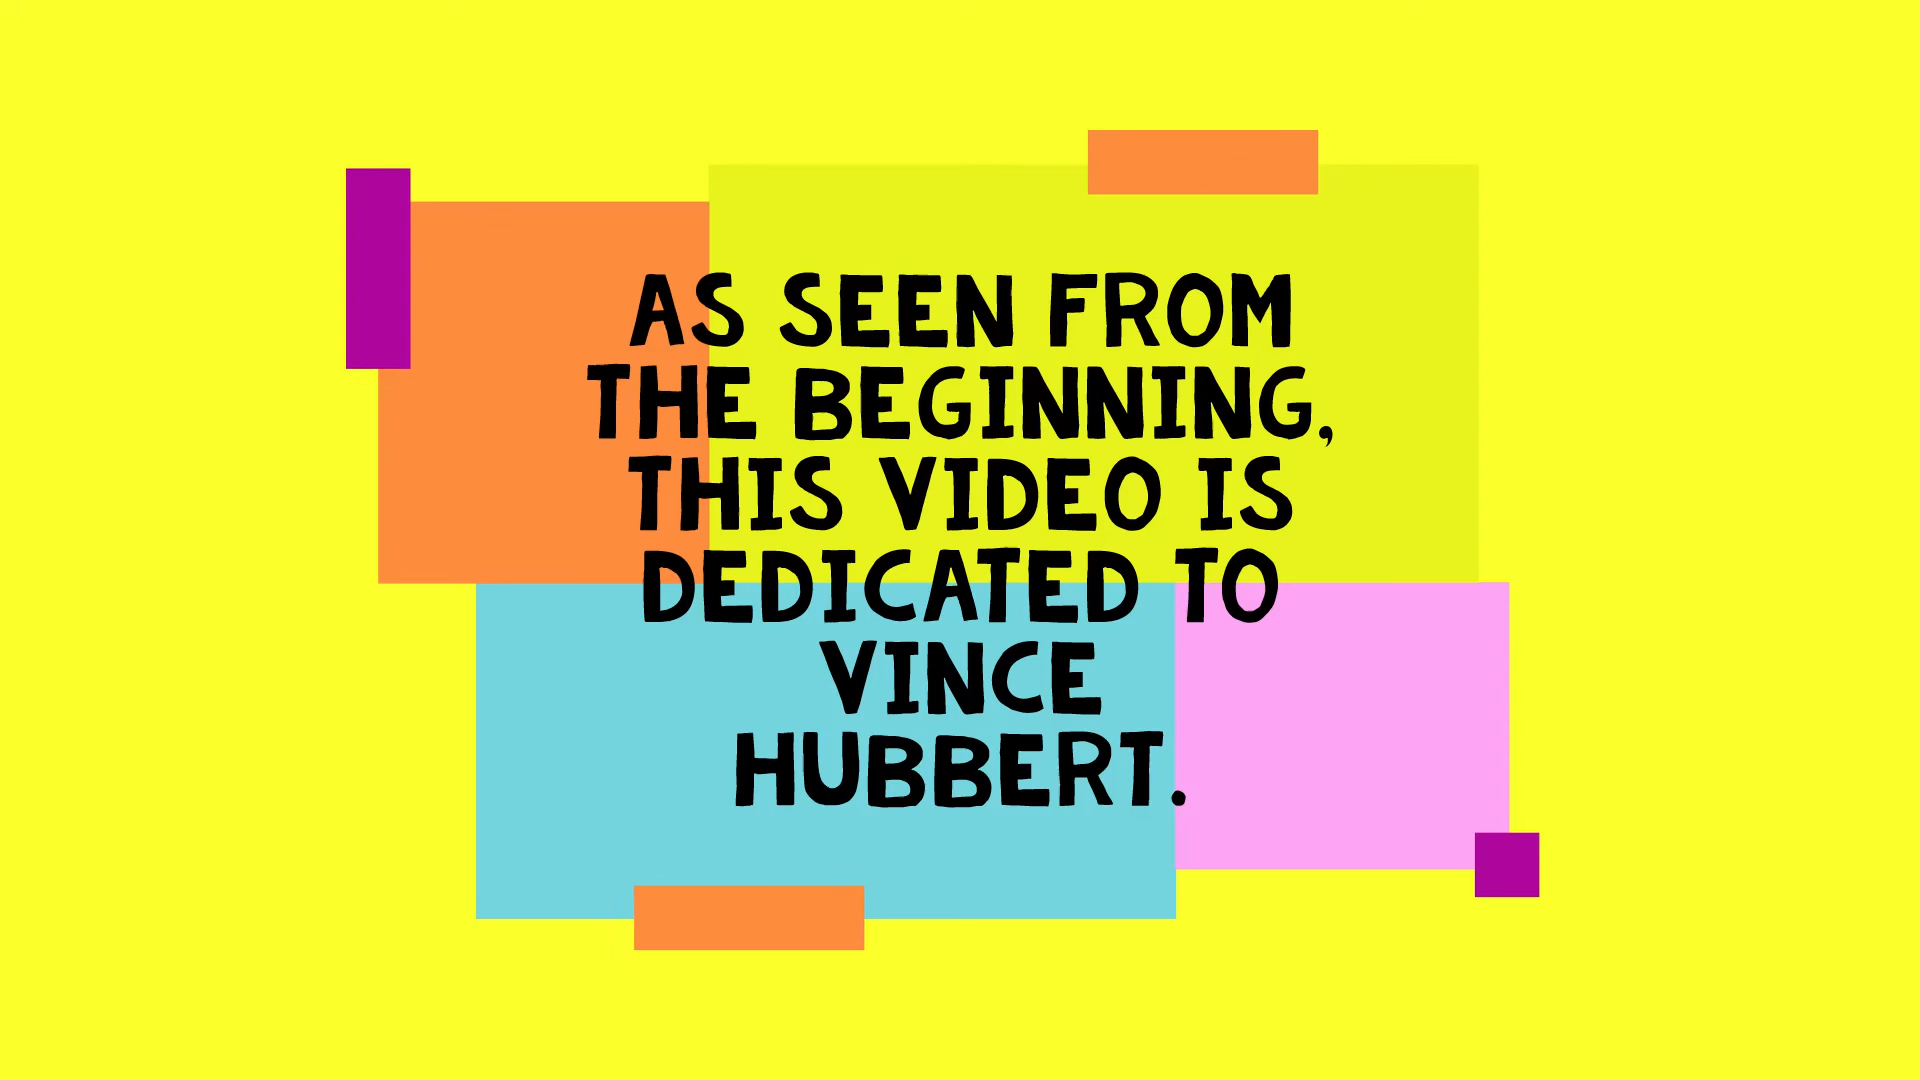 AS SEEN FROM
THE BEGINNING,
THIS VIDEO IS
DEDICATED TO
VINCE
HUBBERT.